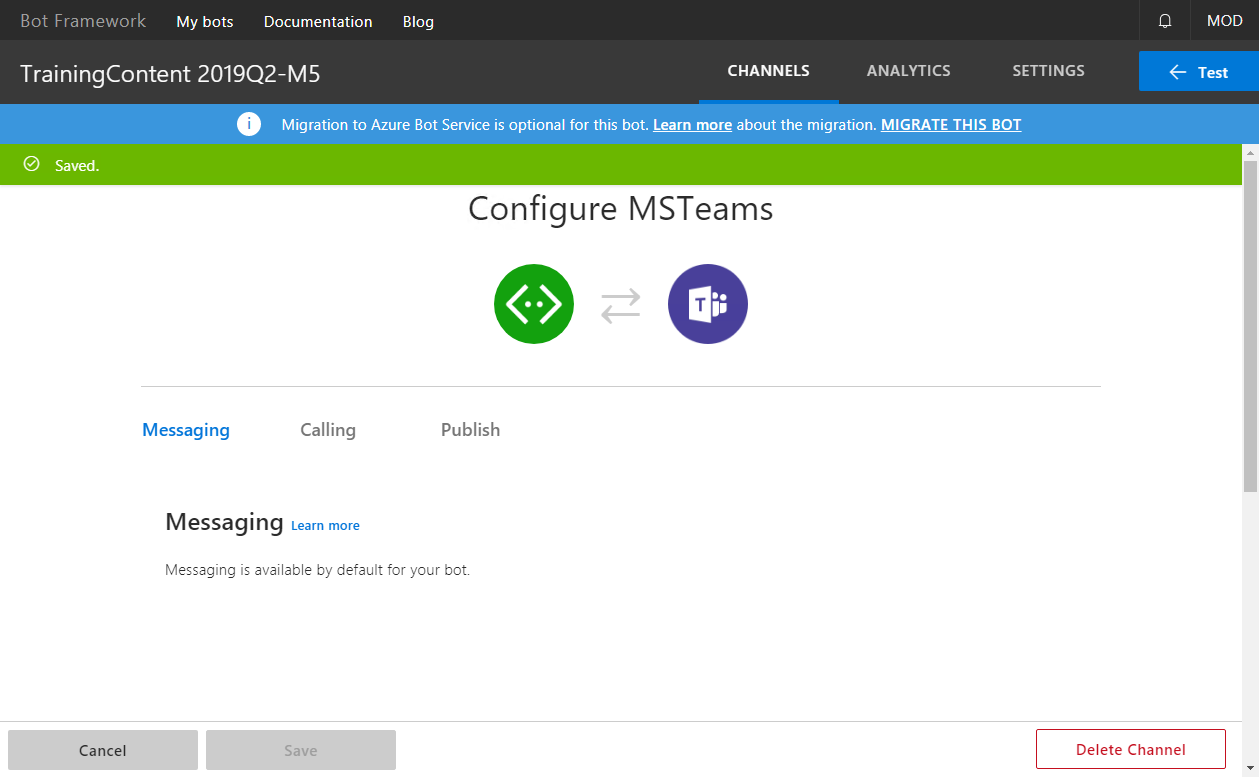 Bot Framework My bots Documentation Blog MOD
TrainingContent 2019Q2-M5 CHANNELS ANALYTICS SETTINGS Test
i Migration to Azure Bot Service is optional for this bot. Learn more about the migration. MIGRATE THIS BOT
Saved.
Configure MSTeams
T
Messaging Calling Publish
Messaging Learn more
Messaging is available by default for your bot.
Cancel Save Delete Channel